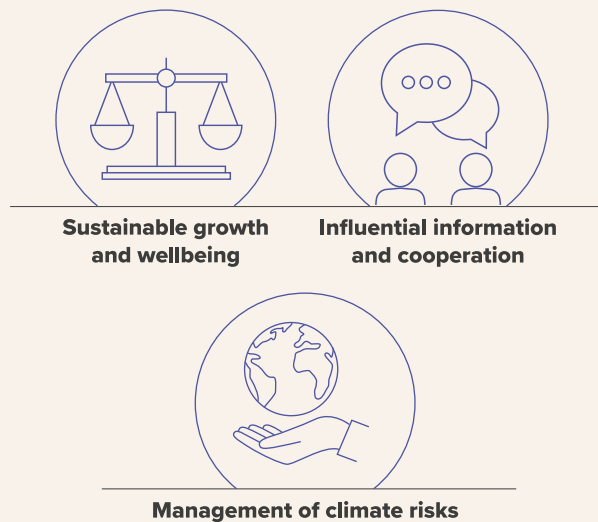 Sustainable growth
and wellbeing
Influential information
and cooperation
Management of climate risks